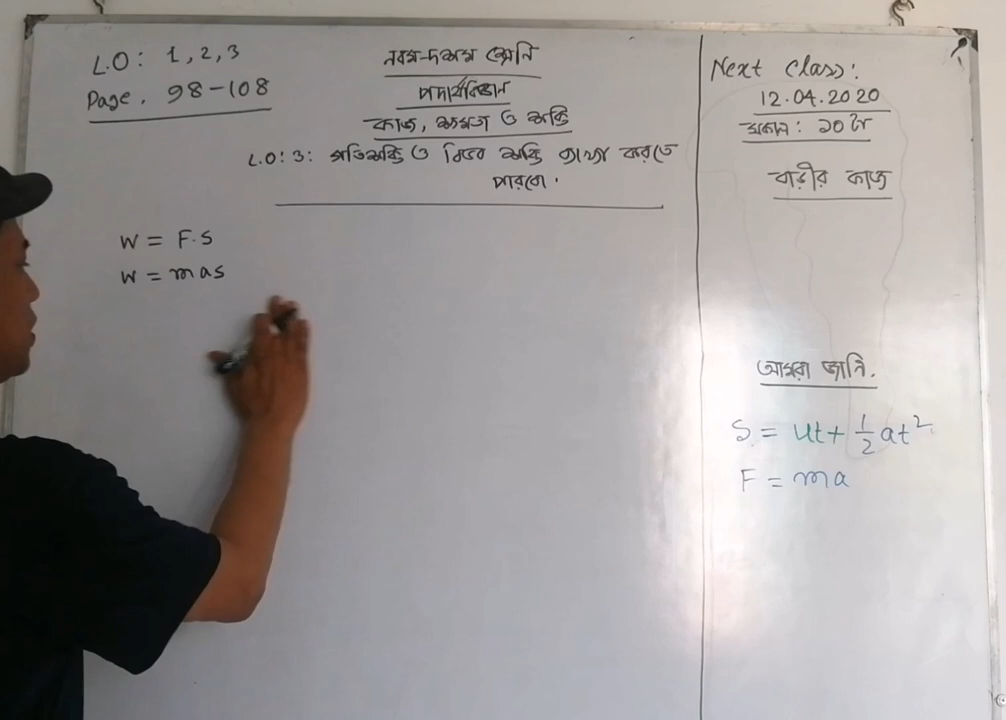 L.O: 1, 2, 3
Page. 98-108
নবম-দশম শ্রেণি
পদার্থবিজ্ঞান
কাজ, ক্ষমতা ও শক্তি
L.O: 3: গতিশক্তি ও বিভব শক্তি ব্যাখ্যা করতে
পারবো.
W = F.S
W = mas
Next Class:
12.04.2020
সকাল: ১০টা
বাড়ীর কাজ
আমরা জানি.
S = ut + 1/2 at²
F = ma